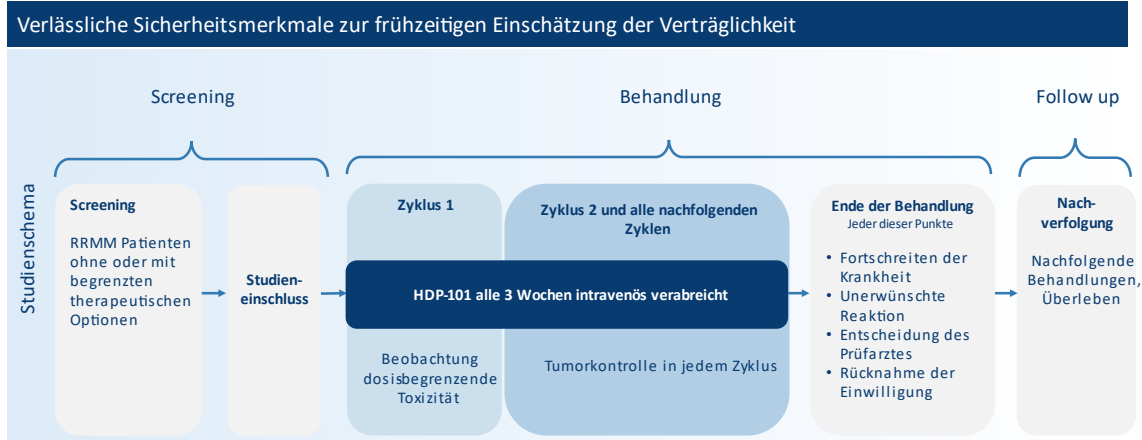 Verlässliche Sicherheitsmerkmale zur frühzeitigen Einschätzung der Verträglichkeit
Screening
Behandlung
Follow up
Studienschema
Screening
RRMM Patienten
ohne oder mit
begrenzten
therapeutischen
Optionen
Studien-
einschluss
Zyklus 1
Zyklus 2 und alle nachfolgenden
Zyklen
HDP-101 alle 3 Wochen intravenös verabreicht
Beobachtung
dosisbegrenzende
Toxizität
Tumorkontrolle in jedem Zyklus
Ende der Behandlung
Jeder dieser Punkte
• Fortschreiten der
Krankheit
• Unerwünschte
Reaktion
• Entscheidung des
Prüfarztes
• Rücknahme der
Einwilligung
Nach-
verfolgung
Nachfolgende
Behandlungen,
Überleben